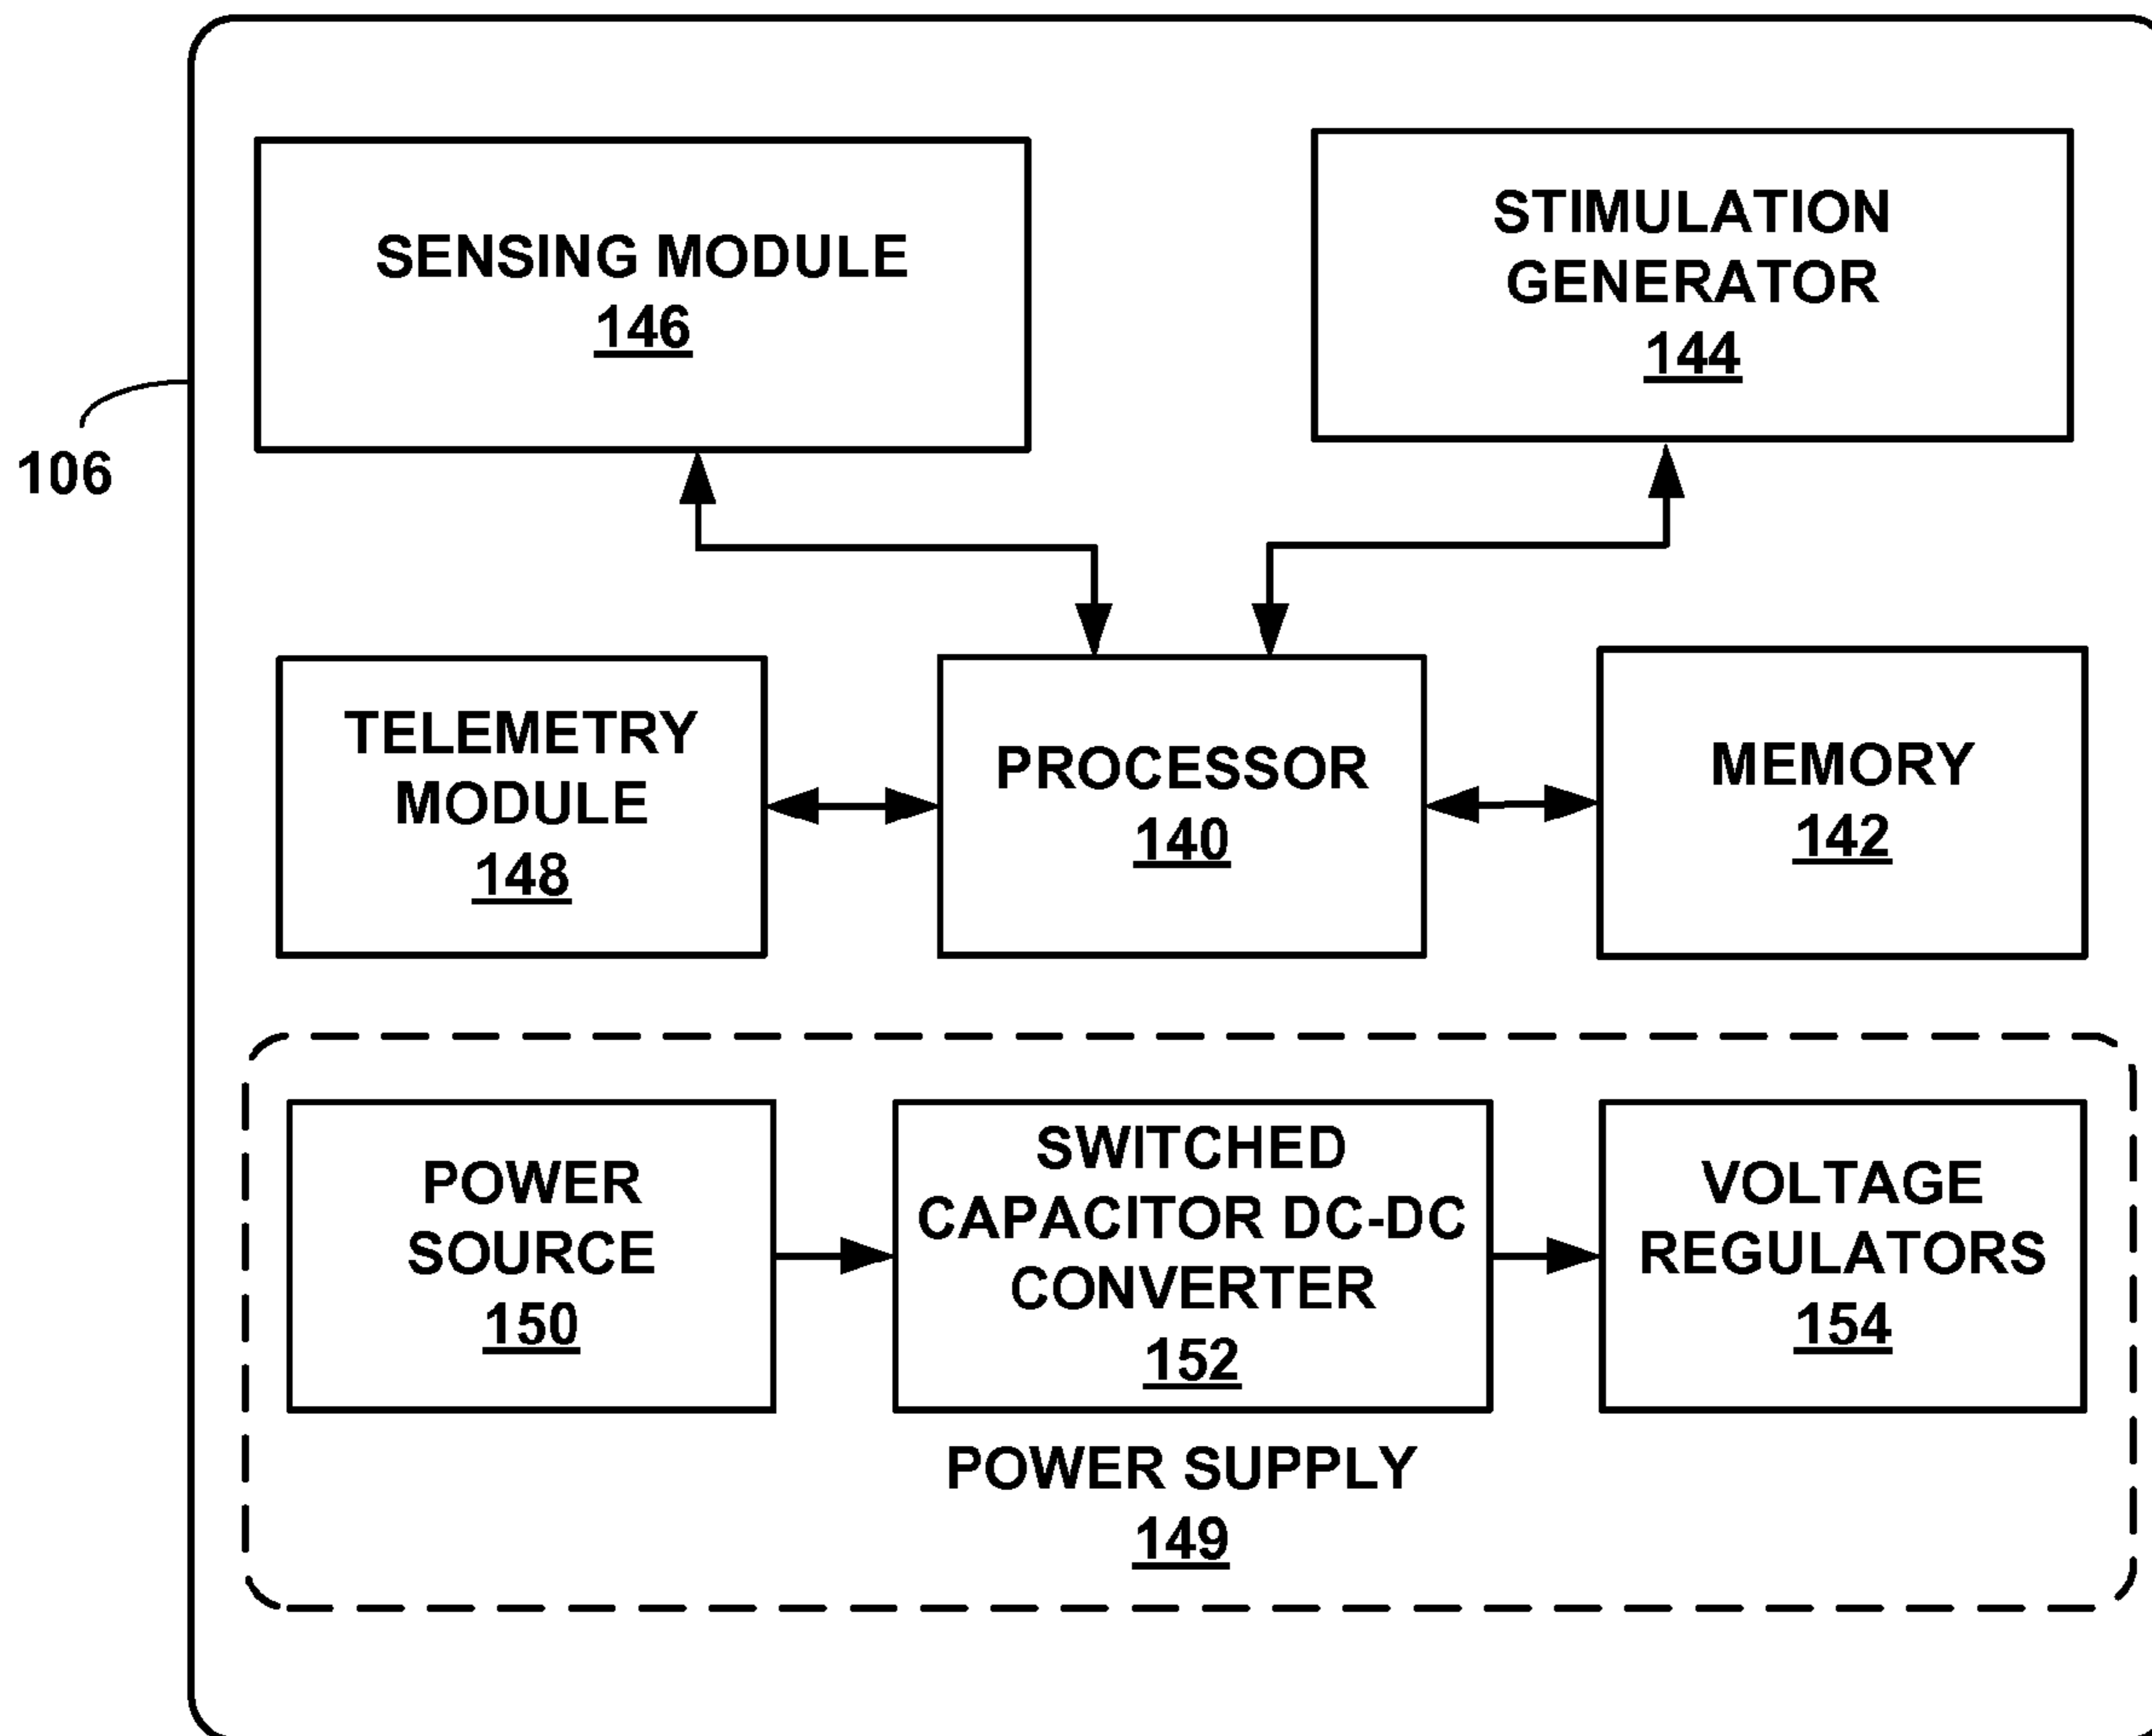 SENSING MODULE
146
STIMULATION
GENERATOR
144
106
TELEMETRY
MODULE
148
PROCESSOR
140
MEMORY
142
POWER
SOURCE
150
SWITCHED
CAPACITOR DC-DC
CONVERTER
152
VOLTAGE
REGULATORS
154
POWER SUPPLY
149